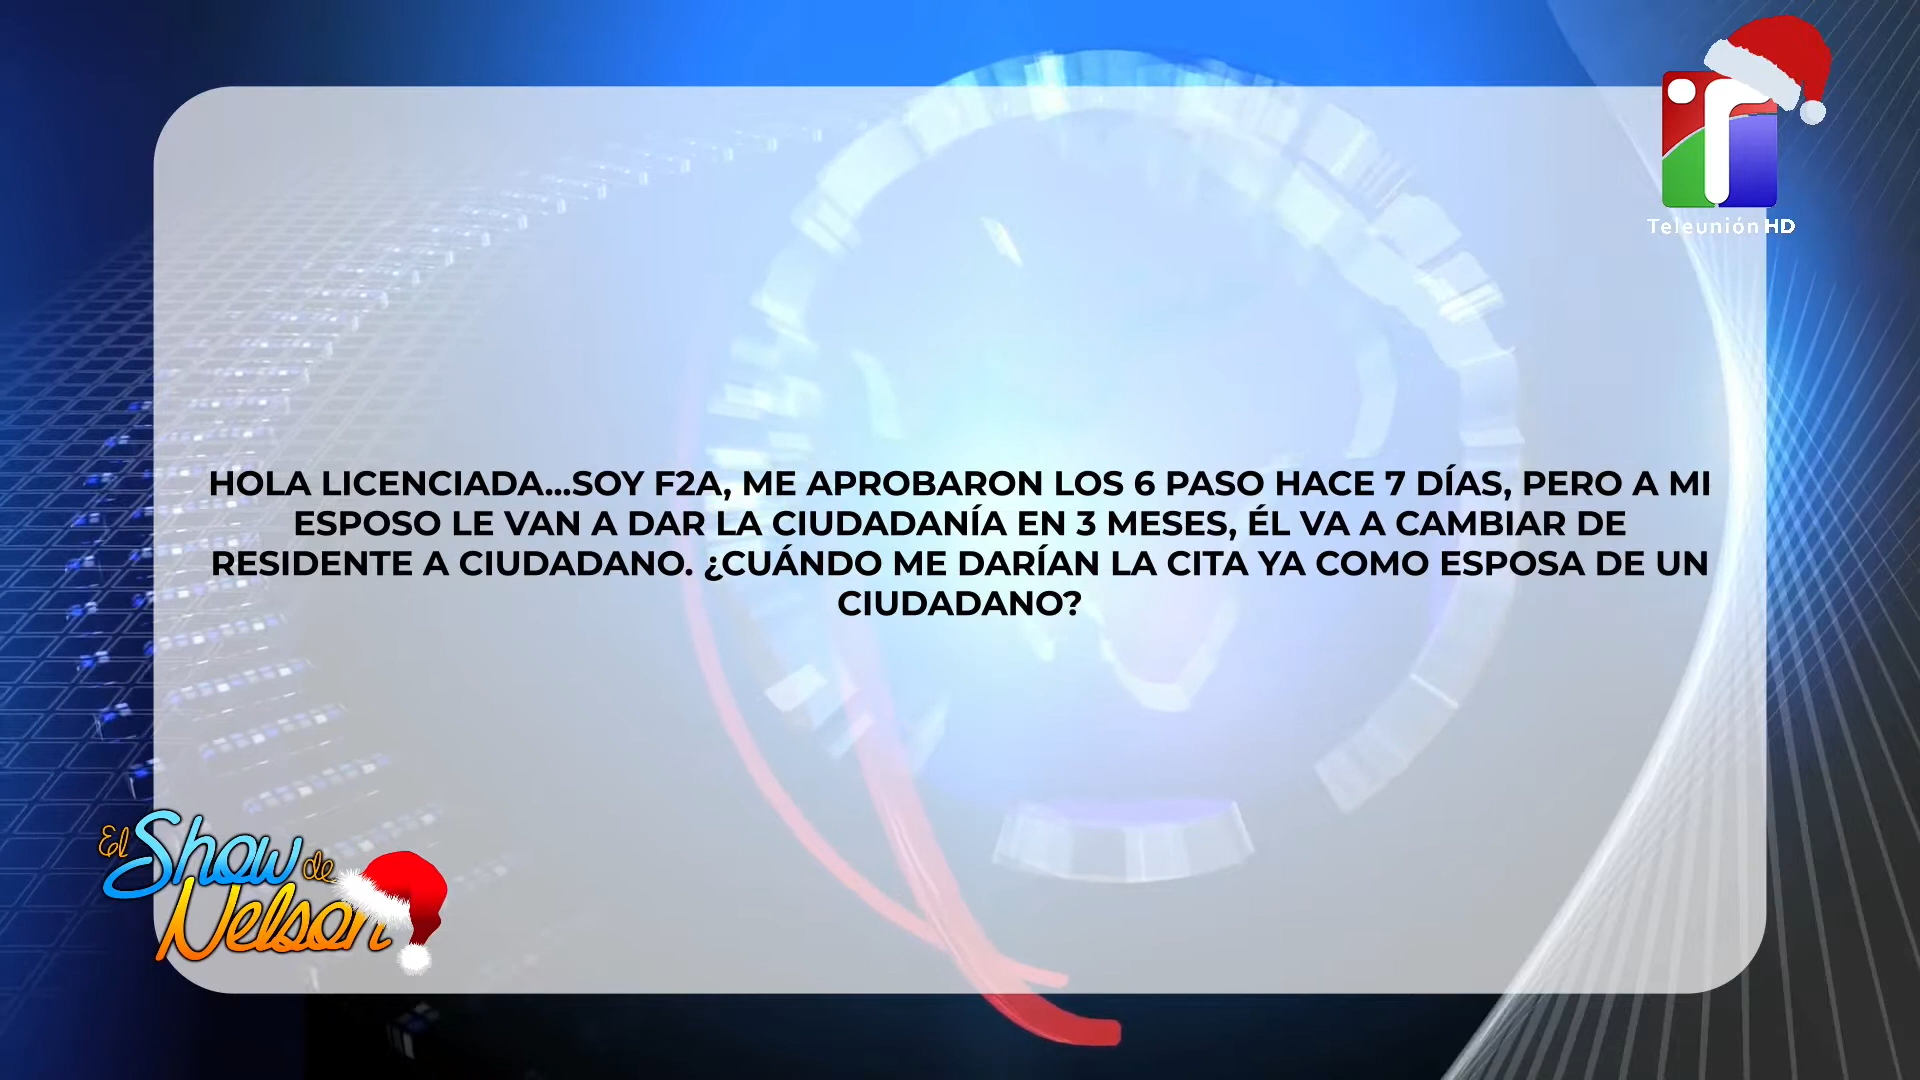 Teleunión HD
HOLA LICENCIADA...SOY F2A, ME APROBARON LOS 6 PASO HACE 7 DÍAS, PERO A MI
ESPOSO LE VAN A DAR LA CIUDADANÍA EN 3 MESES, ÉL VA A CAMBIAR DE
RESIDENTE A CIUDADANO. ¿CUÁNDO ME DARÍAN LA CITA YA COMO ESPOSA DE UN
CIUDADANO?
El Show de
Nelson